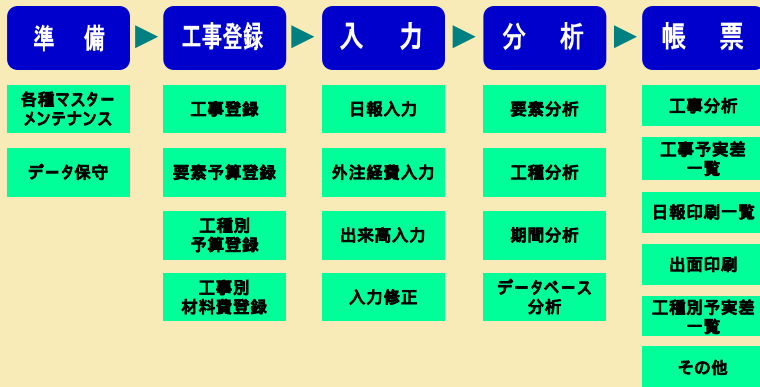 準　備
工事登録
入　力
分　析
帳　票
各種マスター
メンテナンス
データ保守
工事登録
要素予算登録
工種別
予算登録
工事別
材料費登録
日報入力
外注経費入力
出来高入力
入力修正
要素分析
工種分析
期間分析
データベース
分析
工事分析
工事予実差
一覧
日報印刷一覧
出面印刷
工種別予実差
一覧
その他